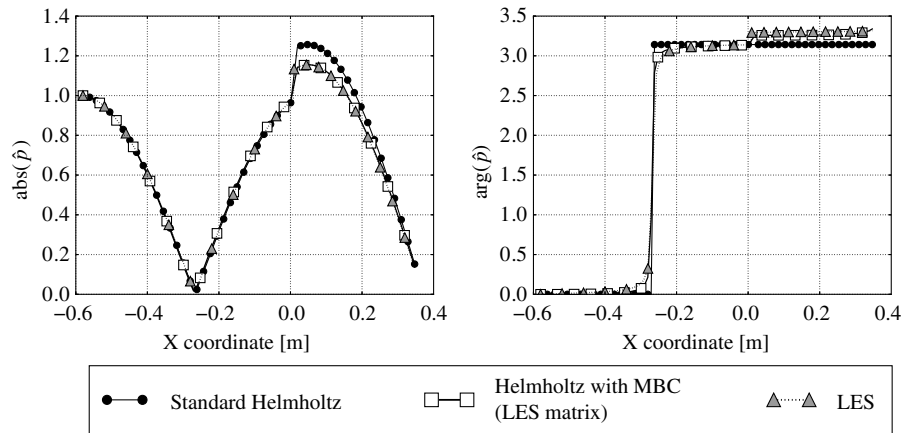 1.4
1.2
1.0
0.8
0.6
0.4
0.2
0.0
abs(p̂)
−0.6 −0.4 −0.2 0.0 0.2 0.4
X coordinate [m]
3.5
3.0
2.5
2.0
1.5
1.0
0.5
0.0
arg(p̂)
−0.6 −0.4 −0.2 0.0 0.2 0.4
X coordinate [m]
Standard Helmholtz
Helmholtz with MBC
(LES matrix)
LES